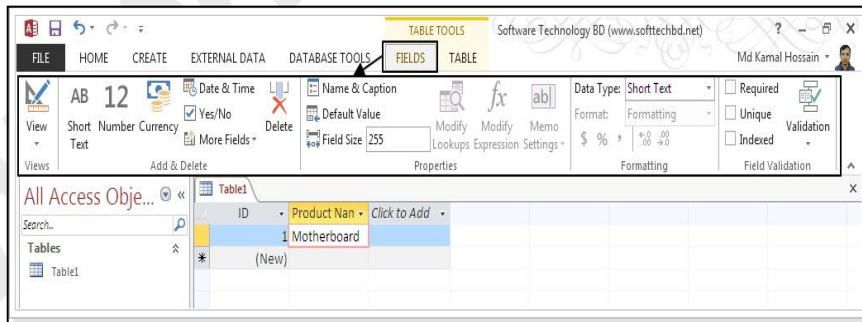 TABLE TOOLS Software Technology BD (www.softtechbd.net) ?
FILE HOME CREATE EXTERNAL DATA DATABASE TOOLS FIELDS TABLE Md Kamal Hossain
View
Views
AB Short Text
12 Number
Currency
Date & Time
Yes/No
More Fields
Delete
Add & Delete
Name & Caption
Default Value
Field Size 255
Modify Lookups
fx Modify Expression
ab| Memo Settings
Properties
Data Type: Short Text
Format: Formatting
$ % , .00 .00
Formatting
Required
Unique
Indexed
Validation
Field Validation
All Access Obje... «
Search...
Tables
Table1
Table1 x
ID Product Nan Click to Add
1 Motherboard
* (New)